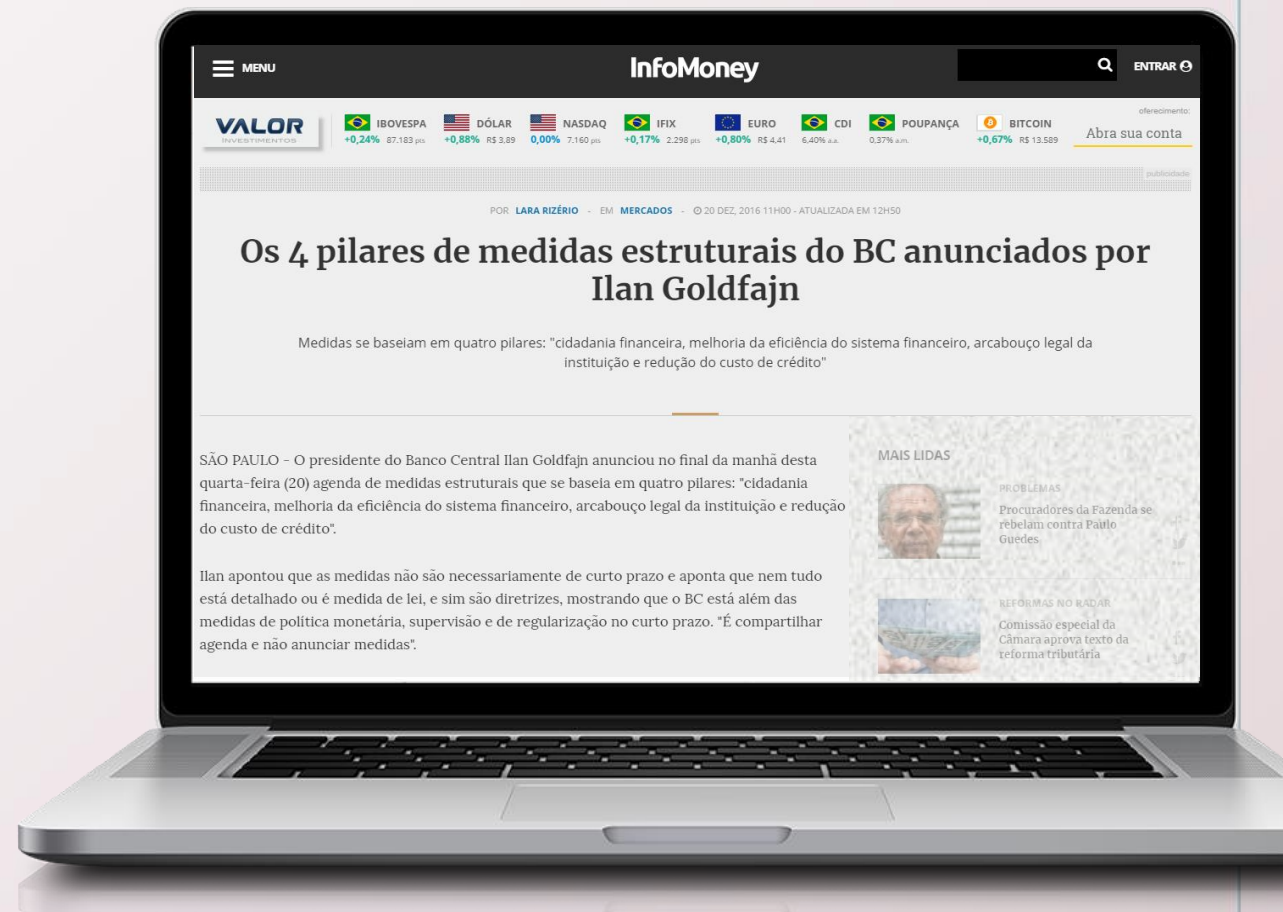 MENU
InfoMoney
ENTRAR
oferecimento:
VALOR
INVESTIMENTOS
IBOVESPA
+0,24% 87.183 pts
DÓLAR
+0,88% R$ 3,89
NASDAQ
0,00% 7.160 pts
IFIX
+0,17% 2.298 pts
EURO
+0,80% R$ 4,41
CDI
6,40% a.a.
POUPANÇA
0,37% a.m.
BITCOIN
+0,67% R$ 13.589
Abra sua conta
publicidade
POR LARA RIZÉRIO - EM MERCADOS - 20 DEZ, 2016 11H00 - ATUALIZADA EM 12H50
Os 4 pilares de medidas estruturais do BC anunciados por
Ilan Goldfajn
Medidas se baseiam em quatro pilares: "cidadania financeira, melhoria da eficiência do sistema financeiro, arcabouço legal da
instituição e redução do custo de crédito"
SÃO PAULO - O presidente do Banco Central Ilan Goldfajn anunciou no final da manhã desta
quarta-feira (20) agenda de medidas estruturais que se baseia em quatro pilares: "cidadania
financeira, melhoria da eficiência do sistema financeiro, arcabouço legal da instituição e redução
do custo de crédito".
Ilan apontou que as medidas não são necessariamente de curto prazo e aponta que nem tudo
está detalhado ou é medida de lei, e sim são diretrizes, mostrando que o BC está além das
medidas de política monetária, supervisão e de regularização no curto prazo. "É compartilhar
agenda e não anunciar medidas".
MAIS LIDAS
PROBLEMAS
Procuradores da Fazenda se
rebelam contra Paulo
Guedes
REFORMAS NO RADAR
Comissão especial da
Câmara aprova texto da
reforma tributária